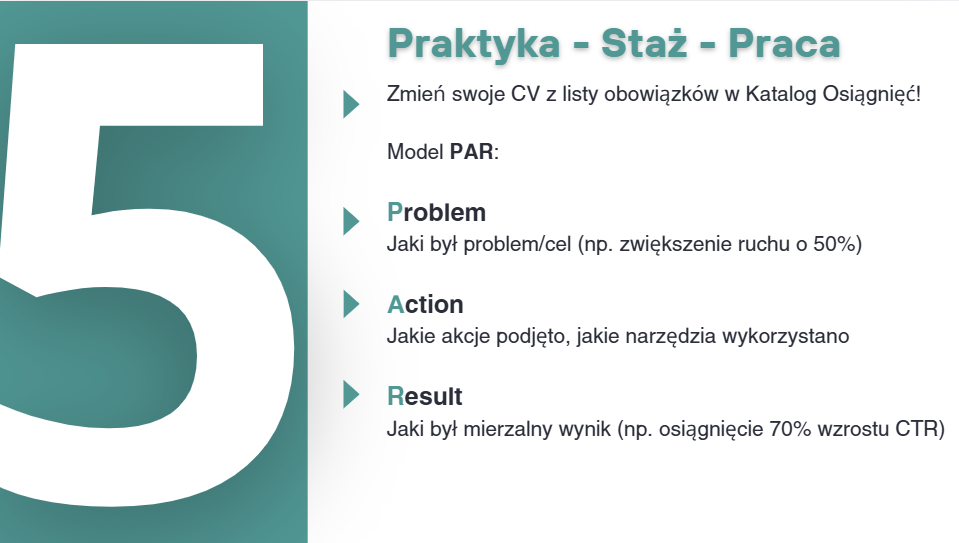 5
Praktyka - Staż - Praca
Zmień swoje CV z listy obowiązków w Katalog Osiągnięć!
Model PAR:
Problem
Jaki był problem/cel (np. zwiększenie ruchu o 50%)
Action
Jakie akcje podjęto, jakie narzędzia wykorzystano
Result
Jaki był mierzalny wynik (np. osiągnięcie 70% wzrostu CTR)